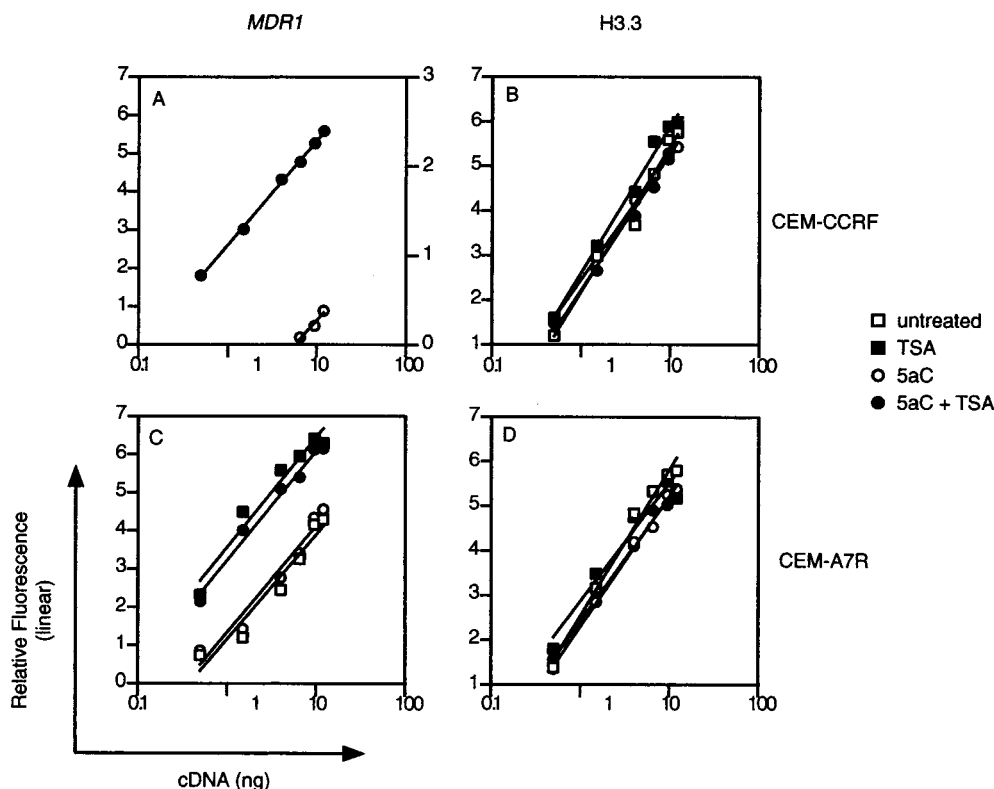 MDR1 H3.3
7 3 7
A B
6 6
5 2 5
4
3 4 CEM-CCRF
1 3
2
1 2
0 0 1
0.1 1 10 100 0.1 1 10 100
untreated
TSA
5aC
5aC + TSA
7 7
C D
6 6
5 5
4
3 4
3
2
1 2
0 1
0.1 1 10 100 0.1 1 10 100
CEM-A7R
Relative Fluorescence
(linear)
cDNA (ng)